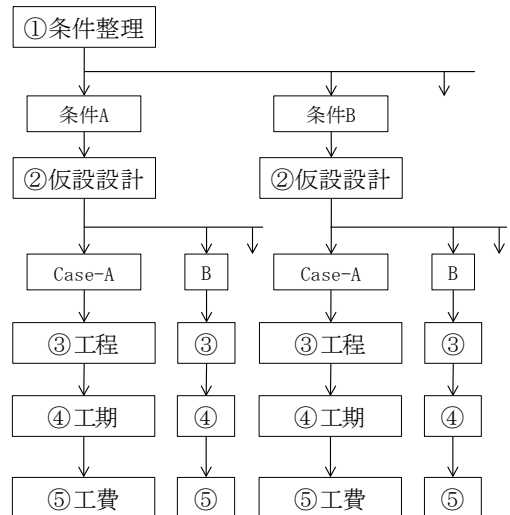 ①条件整理
条件A
条件B
②仮設設計
②仮設設計
Case-A
B
Case-A
B
③工程
③
③工程
③
④工期
④
④工期
④
⑤工費
⑤
⑤工費
⑤